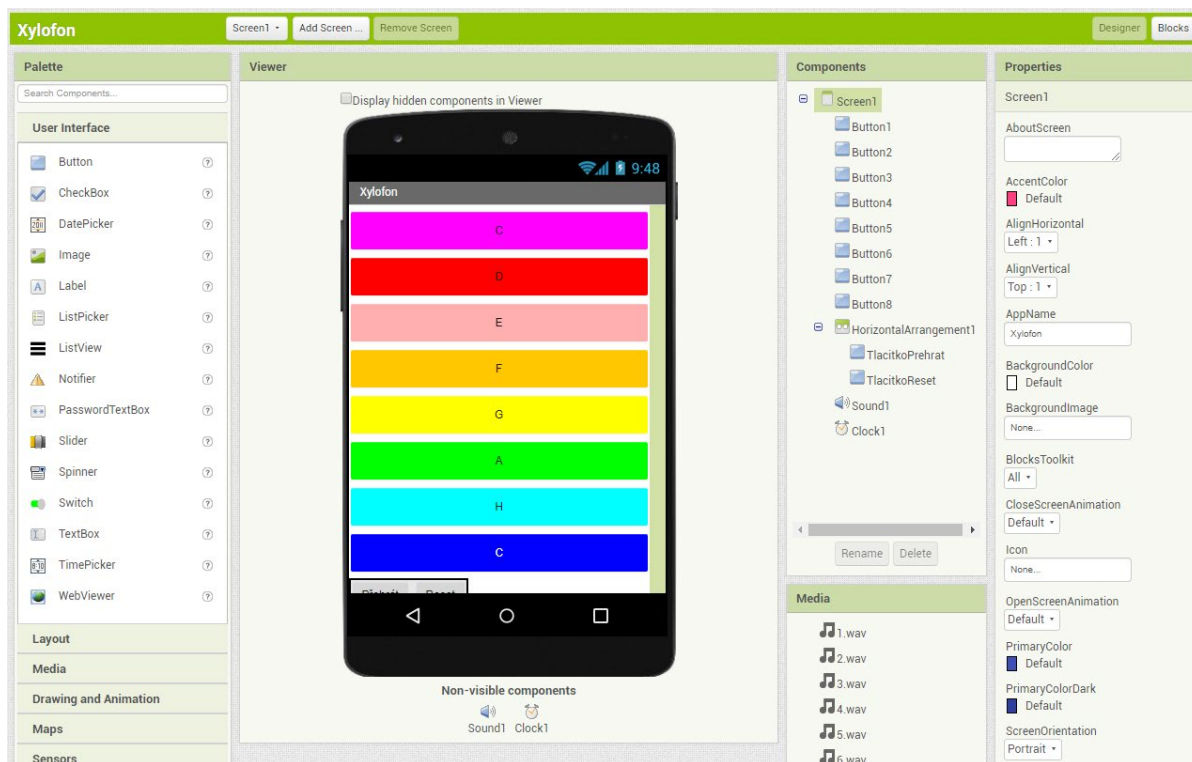 Xylofon
Screen1
Add Screen ...
Remove Screen
Designer
Blocks
Palette
Search Components...
User Interface
Button
CheckBox
DatePicker
Image
Label
ListPicker
ListView
Notifier
PasswordTextBox
Slider
Spinner
Switch
TextBox
TimePicker
WebViewer
Layout
Media
Drawing and Animation
Maps
Sensors
Viewer
Display hidden components in Viewer
9:48
Xylofon
C
D
E
F
G
A
H
C
Přehrát Reset
Non-visible components
Sound1 Clock1
Components
Screen1
Button1
Button2
Button3
Button4
Button5
Button6
Button7
Button8
HorizontalArrangement1
TlacitkoPrehrat
TlacitkoReset
Sound1
Clock1
Rename Delete
Media
1.wav
2.wav
3.wav
4.wav
5.wav
6.wav
Properties
Screen1
AboutScreen
AccentColor
Default
AlignHorizontal
Left : 1
AlignVertical
Top : 1
AppName
Xylofon
BackgroundColor
Default
BackgroundImage
None...
BlocksToolkit
All
CloseScreenAnimation
Default
Icon
None...
OpenScreenAnimation
Default
PrimaryColor
Default
PrimaryColorDark
Default
ScreenOrientation
Portrait